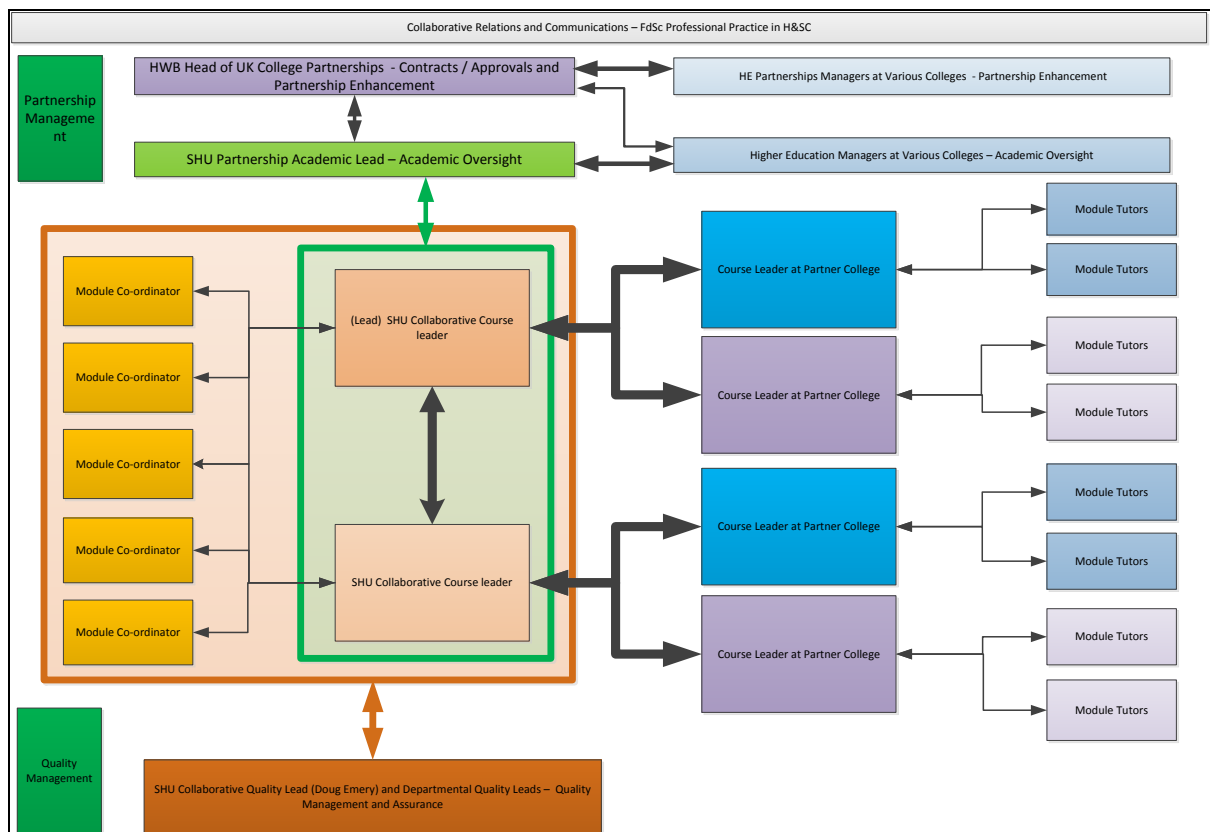 Collaborative Relations and Communications – FdSc Professional Practice in H&SC
Partnership
Manageme
nt
HWB Head of UK College Partnerships - Contracts / Approvals and
Partnership Enhancement
HE Partnerships Managers at Various Colleges - Partnership Enhancement
SHU Partnership Academic Lead – Academic Oversight
Higher Education Managers at Various Colleges – Academic Oversight
Module Co-ordinator
Module Co-ordinator
Module Co-ordinator
Module Co-ordinator
Module Co-ordinator
(Lead) SHU Collaborative Course
leader
SHU Collaborative Course leader
Course Leader at Partner College
Course Leader at Partner College
Course Leader at Partner College
Course Leader at Partner College
Module Tutors
Module Tutors
Module Tutors
Module Tutors
Module Tutors
Module Tutors
Module Tutors
Module Tutors
Quality
Management
SHU Collaborative Quality Lead (Doug Emery) and Departmental Quality Leads – Quality
Management and Assurance